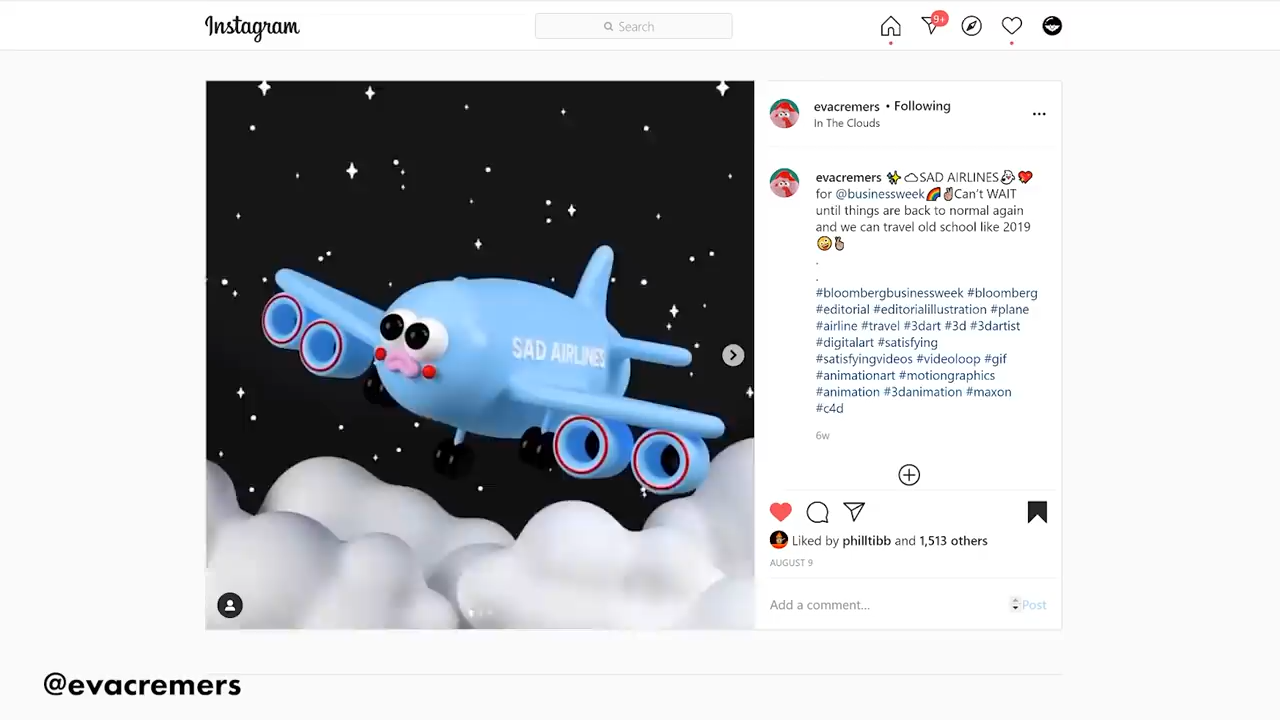 Instagram
Search
9+
evacremers • Following
In The Clouds
evacremers ✨☁SAD AIRLINES👻💖
for @businessweek🌈✌🏼Can't WAIT
until things are back to normal again
and we can travel old school like 2019
.
.
#bloombergbusinessweek #bloomberg
#editorial #editorialillustration #plane
#airline #travel #3dart #3d #3dartist
#digitalart #satisfying
#satisfyingvideos #videoloop #gif
#animationart #motiongraphics
#animation #3danimation #maxon
#c4d
6w
Liked by philltibb and 1,513 others
AUGUST 9
Add a comment...
Post
SAD AIRLINES
@evacremers